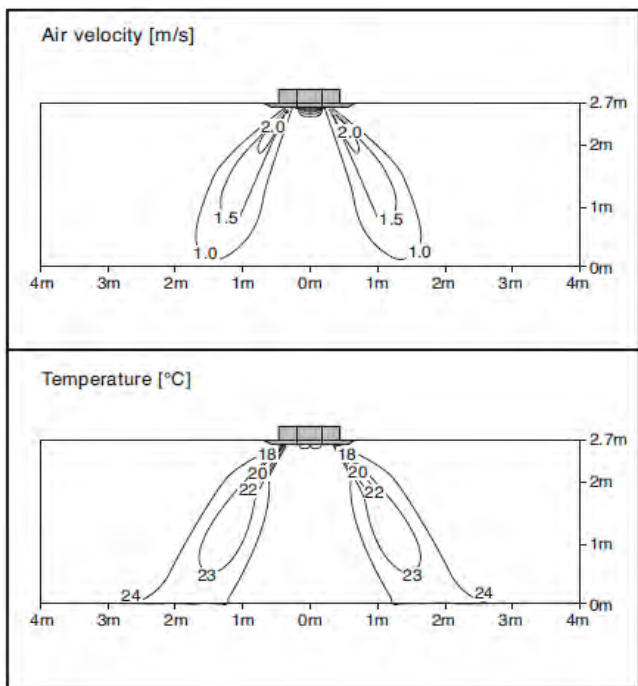 Air velocity [m/s]
2.7m
2.0 2.0
2m
1.5 1.5
1m
1.0 1.0
0m
4m 3m 2m 1m 0m 1m 2m 3m 4m
Temperature [°C]
2.7m
18 18
20 20
2m
22 22
1m
23 23
24 24
0m
4m 3m 2m 1m 0m 1m 2m 3m 4m